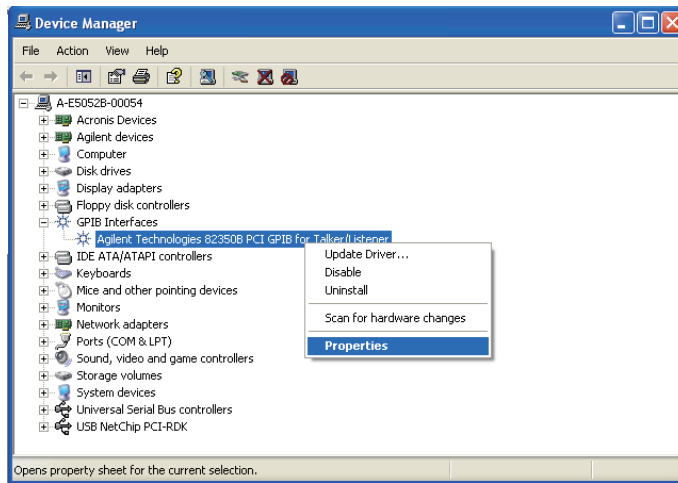 Device Manager
File Action View Help
A-E5052B-00054
Acronis Devices
Agilent devices
Computer
Disk drives
Display adapters
Floppy disk controllers
GPIB Interfaces
Agilent Technologies 82350B PCI GPIB for Talker/Listener
IDE ATA/ATAPI controllers
Keyboards
Mice and other pointing devices
Monitors
Network adapters
Ports (COM & LPT)
Sound, video and game controllers
Storage volumes
System devices
Universal Serial Bus controllers
USB NetChip PCI-RDK
Update Driver...
Disable
Uninstall
Scan for hardware changes
Properties
Opens property sheet for the current selection.